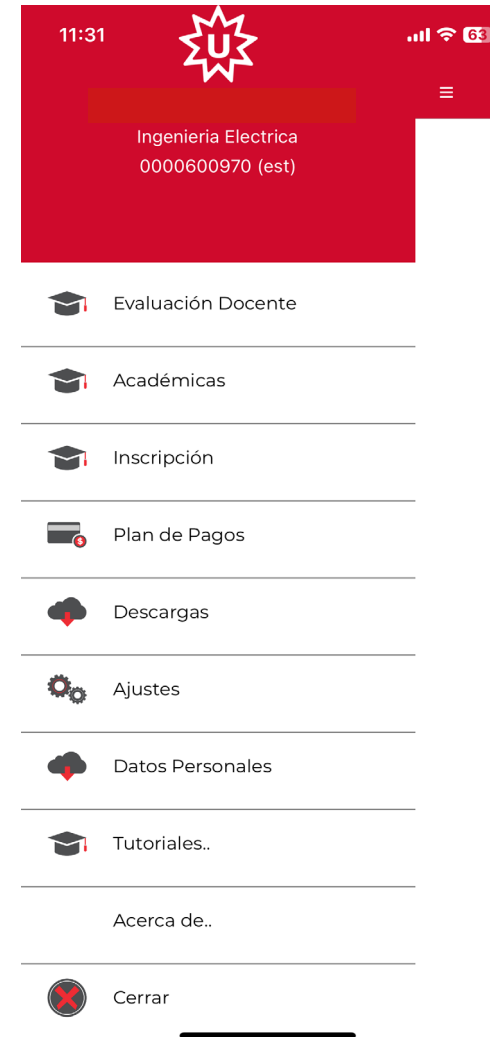 11:31
63
U
Ingenieria Electrica
0000600970 (est)
Evaluación Docente
Académicas
Inscripción
Plan de Pagos
$
Descargas
Ajustes
Datos Personales
Tutoriales..
Acerca de..
Cerrar